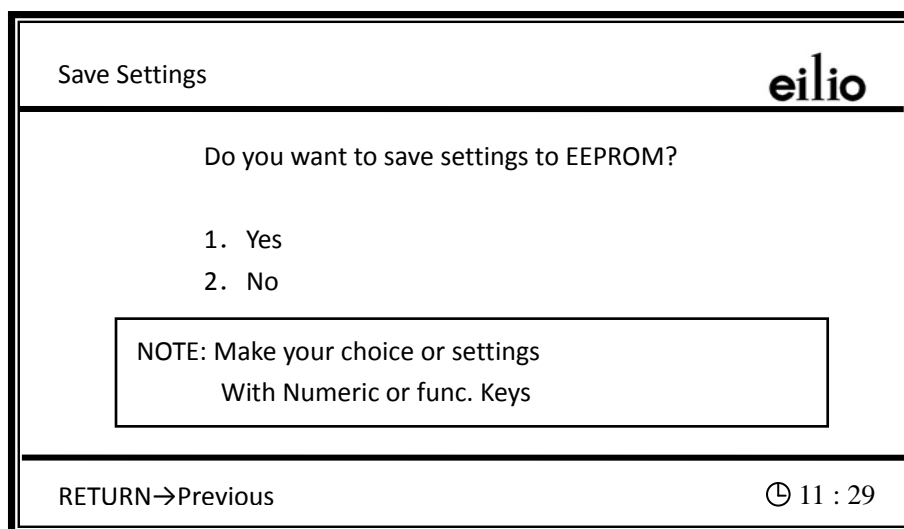 Save Settings
eilio
Do you want to save settings to EEPROM?
1. Yes
2. No
NOTE: Make your choice or settings
With Numeric or func. Keys
RETURN→Previous
11 : 29